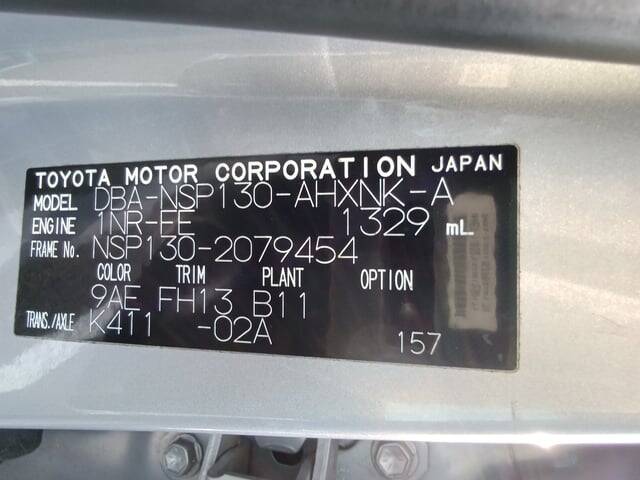 TOYOTA MOTOR CORPORATION JAPAN
MODEL DBA-NSP130-AHXNK-A
ENGINE 1NR-FE 1329 mL
FRAME No. NSP130-2079454
COLOR TRIM PLANT OPTION
9AE FH13 B11
TRANS./AXLE K411 -02A
157